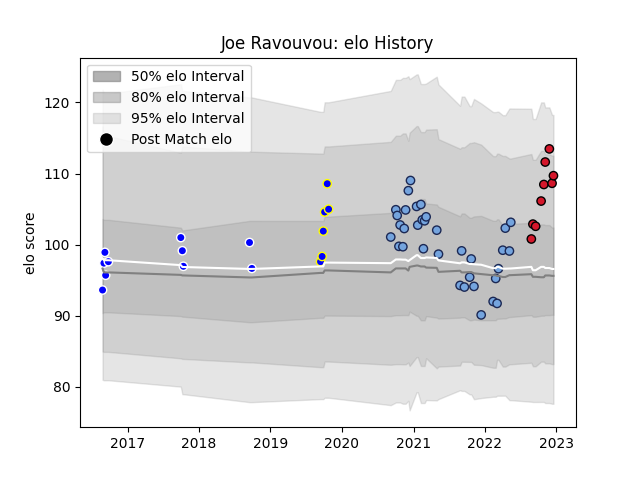 Joe Ravouvou: elo History
50% elo Interval
80% elo Interval
95% elo Interval
Post Match elo
elo score
120
110
100
90
80
2017 2018 2019 2020 2021 2022 2023